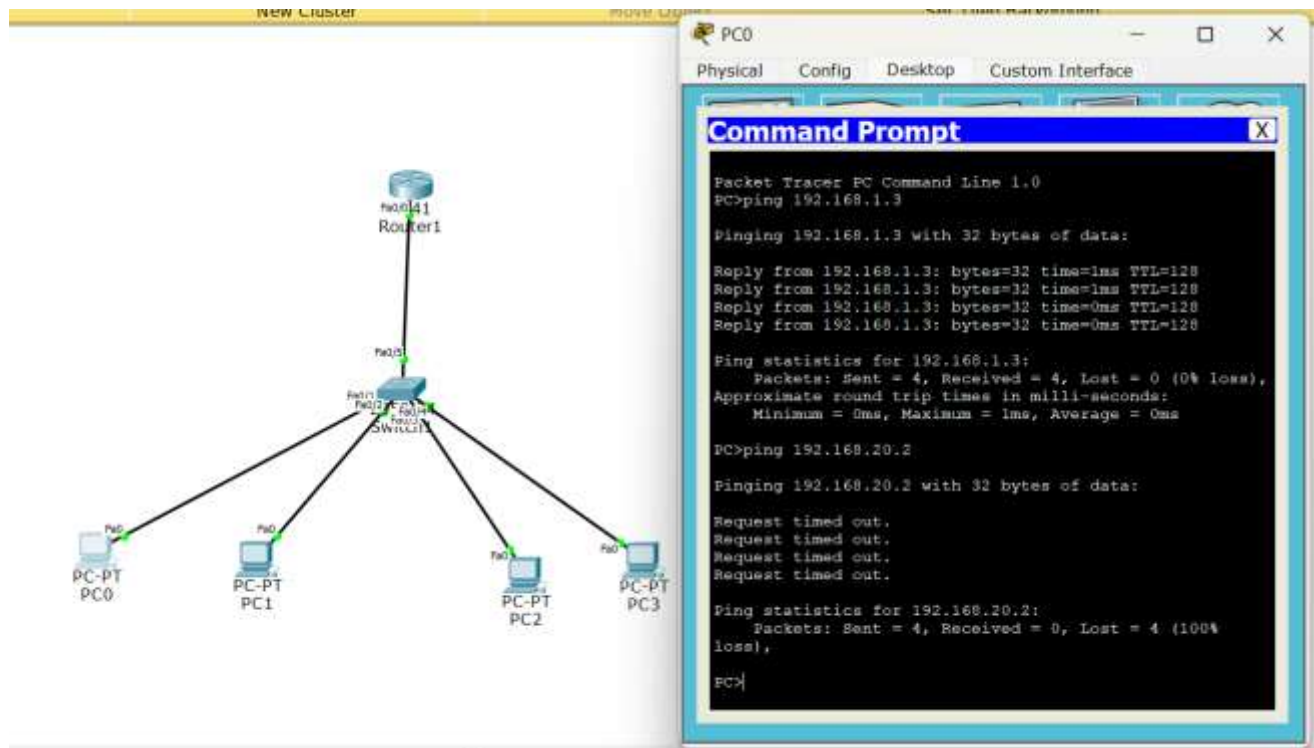 New Cluster
PC0
Physical Config Desktop Custom Interface
Command Prompt
X
Packet Tracer PC Command Line 1.0
PC>ping 192.168.1.3
Pinging 192.168.1.3 with 32 bytes of data:
Reply from 192.168.1.3: bytes=32 time=1ms TTL=128
Reply from 192.168.1.3: bytes=32 time=1ms TTL=128
Reply from 192.168.1.3: bytes=32 time=0ms TTL=128
Reply from 192.168.1.3: bytes=32 time=0ms TTL=128
Ping statistics for 192.168.1.3:
Packets: Sent = 4, Received = 4, Lost = 0 (0% loss),
Approximate round trip times in milli-seconds:
Minimum = 0ms, Maximum = 1ms, Average = 0ms
PC>ping 192.168.20.2
Pinging 192.168.20.2 with 32 bytes of data:
Request timed out.
Request timed out.
Request timed out.
Request timed out.
Ping statistics for 192.168.20.2:
Packets: Sent = 4, Received = 0, Lost = 4 (100%
loss),
PC>
Router1
Fa0/5
Switch1
Fa0
PC-PT
PC0
Fa0
PC-PT
PC1
Fa0
PC-PT
PC2
Fa0
PC-PT
PC3